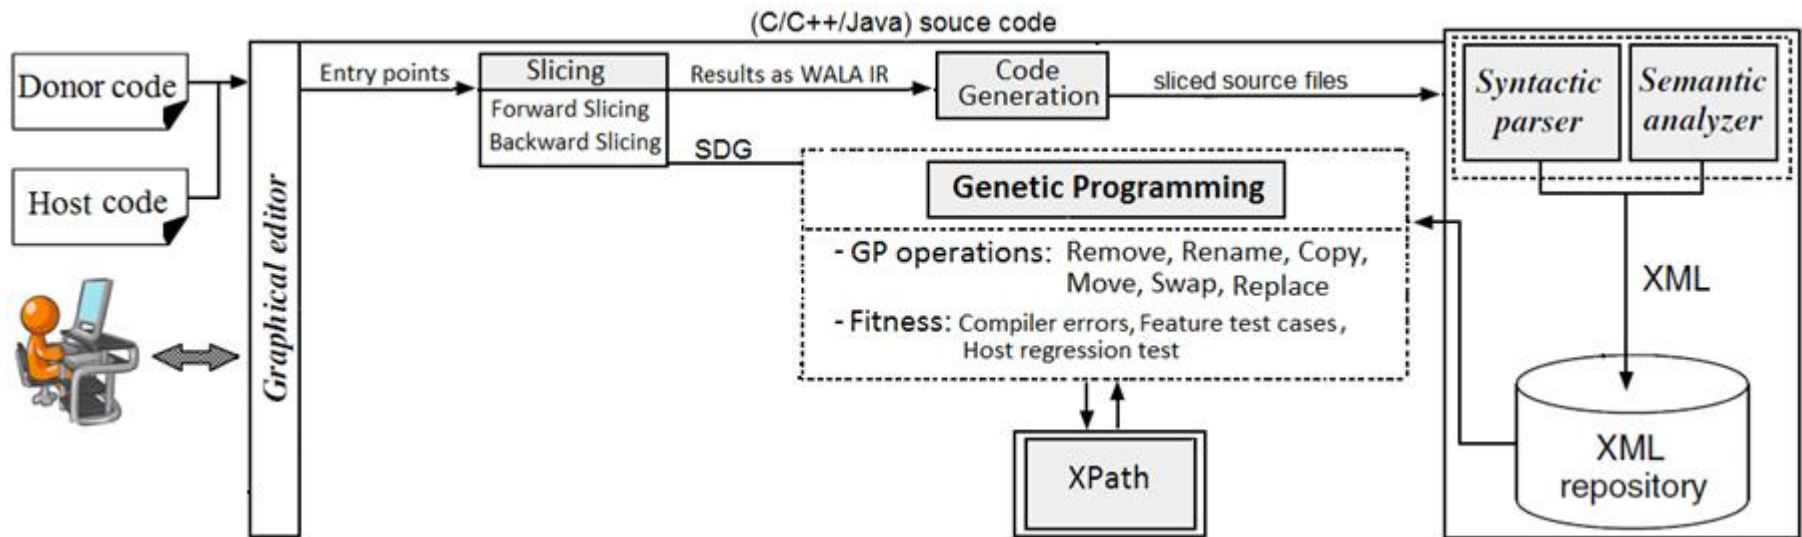 (C/C++/Java) souce code
Donor code
Host code
Graphical editor
Entry points
Slicing
Forward Slicing
Backward Slicing
Results as WALA IR
Code
Generation
sliced source files
Syntactic
parser
Semantic
analyzer
SDG
Genetic Programming
- GP operations: Remove, Rename, Copy,
Move, Swap, Replace
- Fitness: Compiler errors, Feature test cases,
Host regression test
XPath
XML
XML
repository